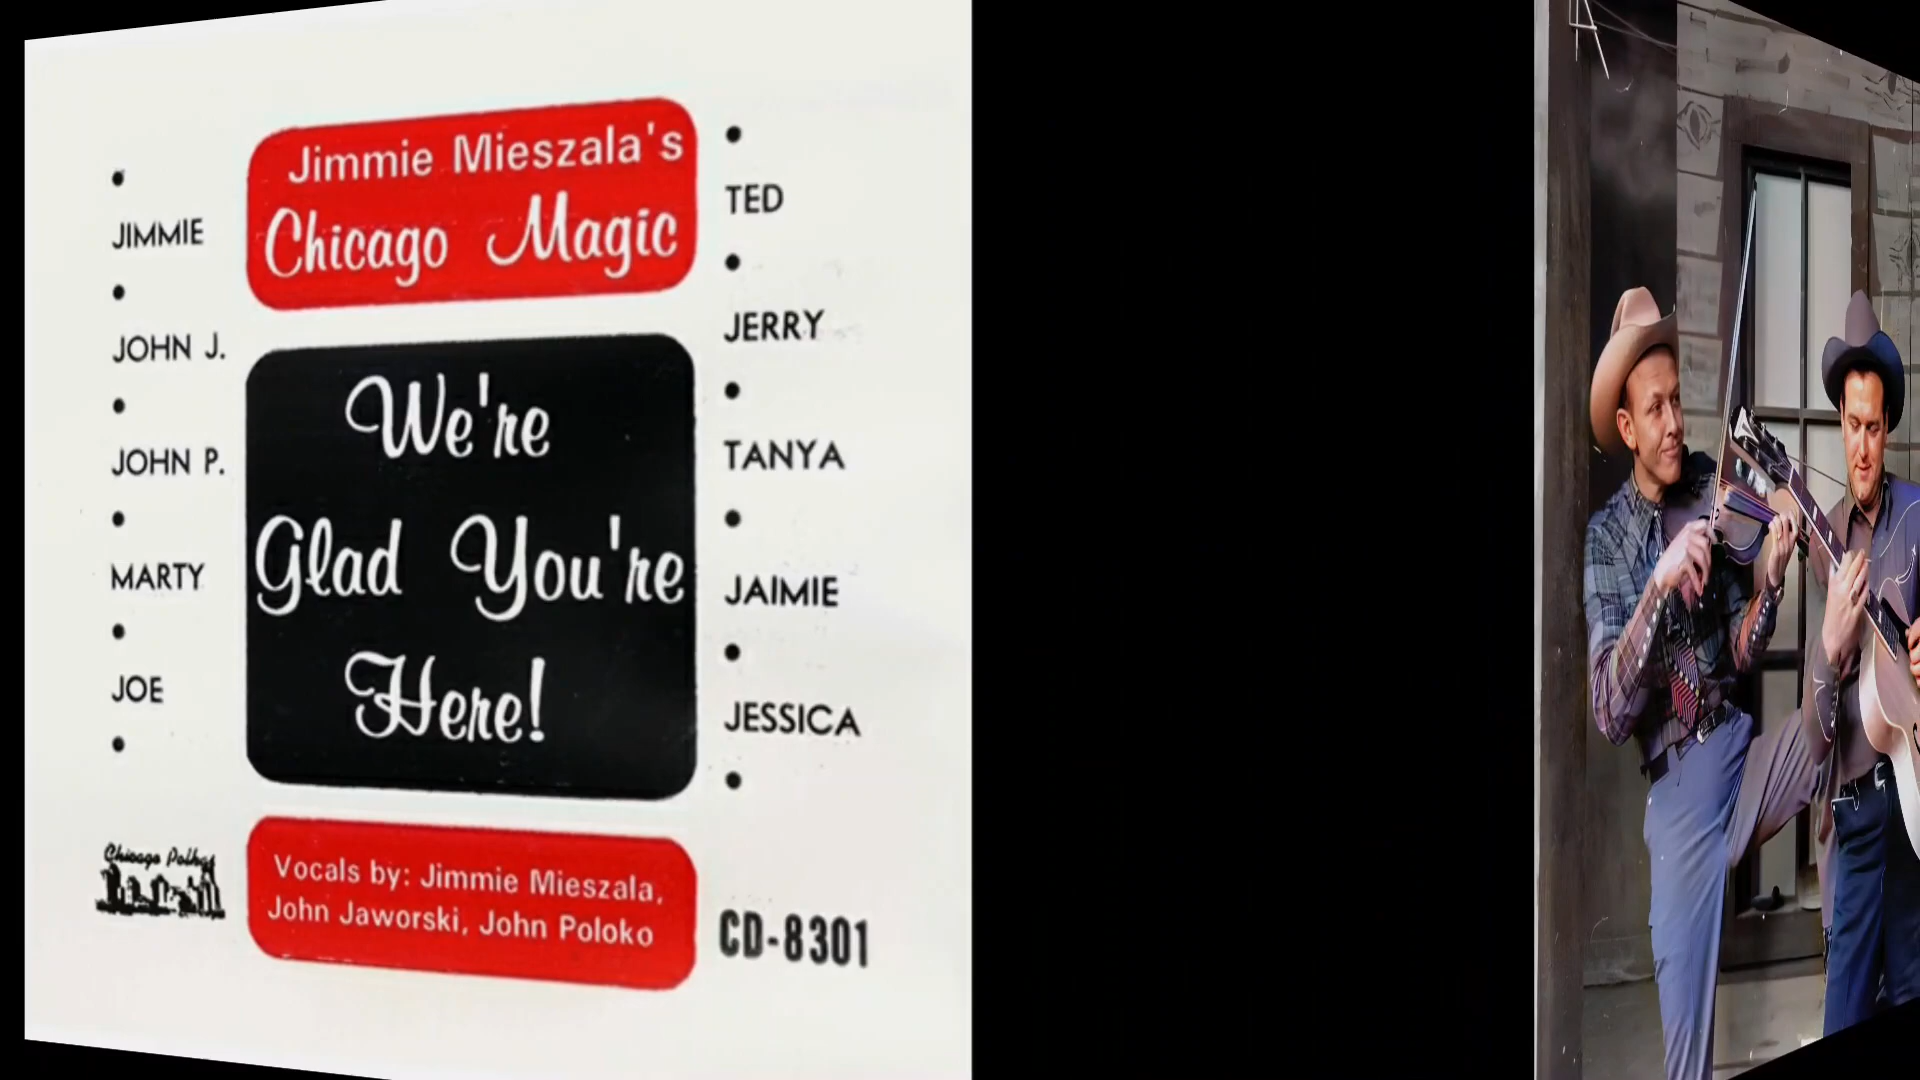 Jimmie Mieszala's
Chicago Magic
We're
Glad You're
Here!
JIMMIE
JOHN J.
JOHN P.
MARTY
JOE
TED
JERRY
TANYA
JAIMIE
JESSICA
Chicago Polkas
Vocals by: Jimmie Mieszala,
John Jaworski, John Poloko
CD-8301